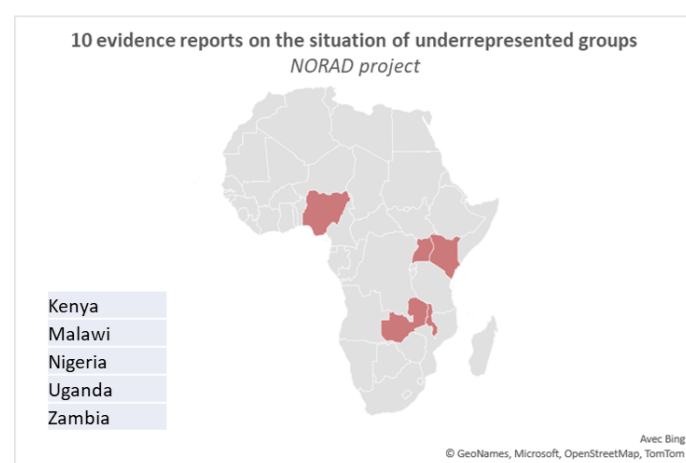 10 evidence reports on the situation of underrepresented groups
NORAD project
Kenya
Malawi
Nigeria
Uganda
Zambia
Avec Bing
© GeoNames, Microsoft, OpenStreetMap, TomTom